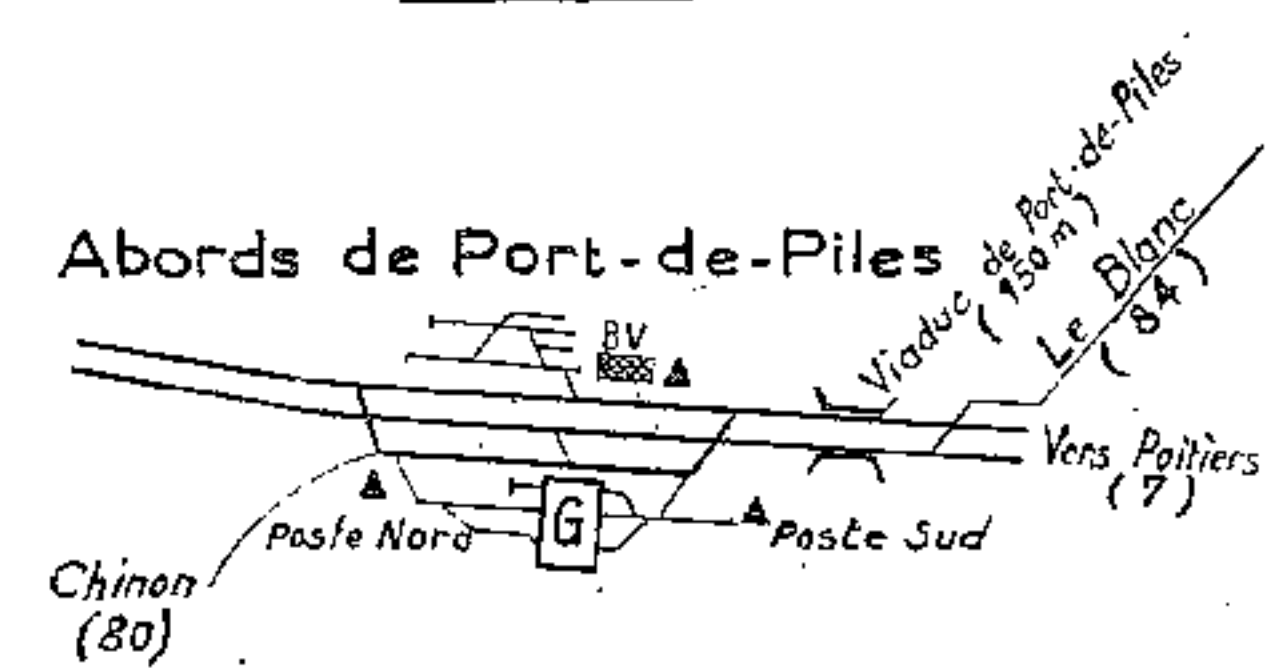 Abords de Port-de-Piles
Viaduc de Port-de-Piles
(150 m)
Le Blanc
(84)
BV
Vers Poitiers
(7)
G
Poste Nord
Poste Sud
Chinon
(80)